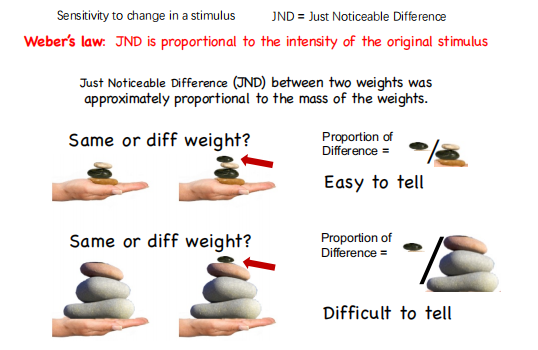 Sensitivity to change in a stimulus JND = Just Noticeable Difference
Weber's law: JND is proportional to the intensity of the original stimulus
Just Noticeable Difference (JND) between two weights was
approximately proportional to the mass of the weights.
Same or diff weight?
Proportion of
Difference =
/
Easy to tell
Same or diff weight?
Proportion of
Difference =
/
Difficult to tell